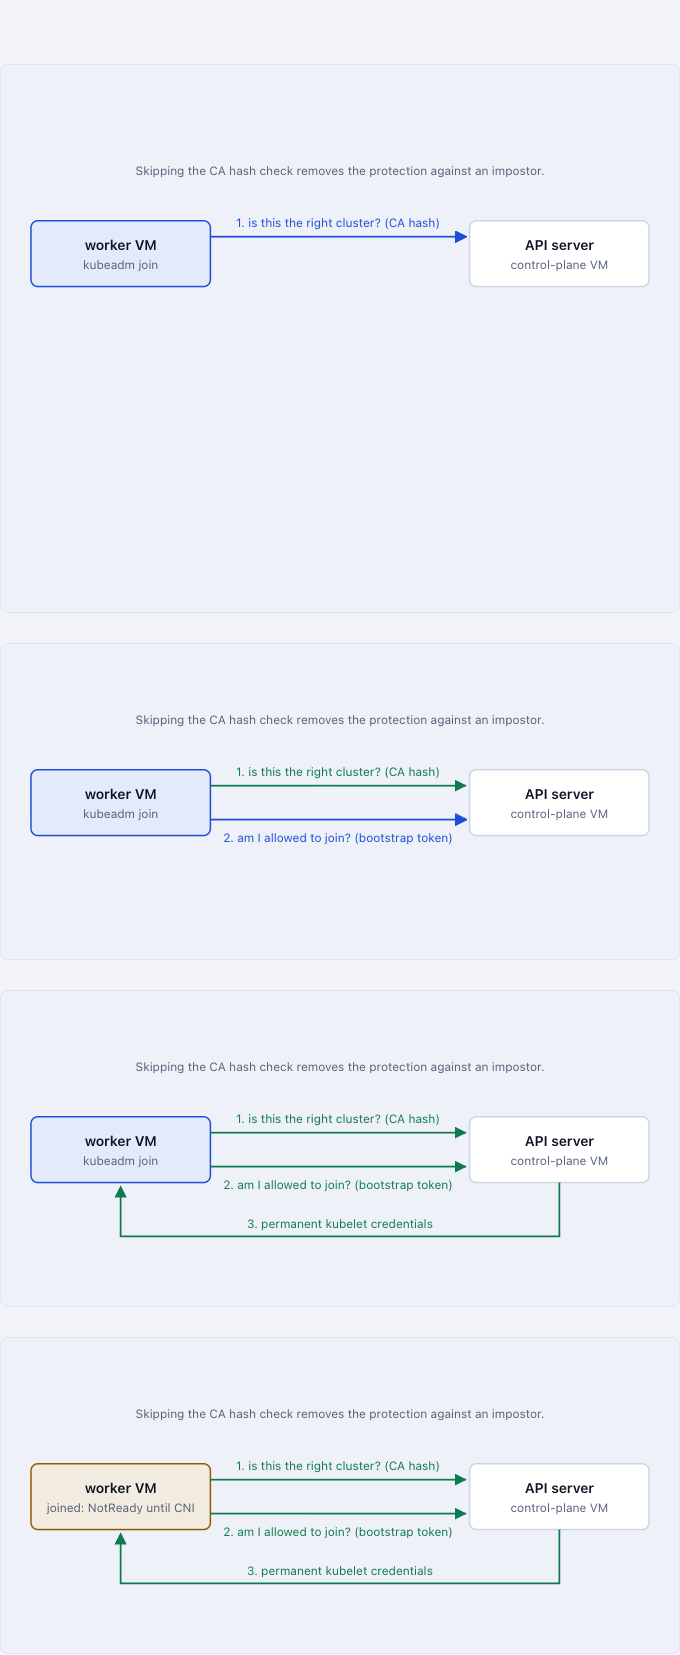 Skipping the CA hash check removes the protection against an impostor.
1. is this the right cluster? (CA hash)
worker VM
kubeadm join
API server
control-plane VM
Skipping the CA hash check removes the protection against an impostor.
1. is this the right cluster? (CA hash)
worker VM
kubeadm join
API server
control-plane VM
2. am I allowed to join? (bootstrap token)
Skipping the CA hash check removes the protection against an impostor.
1. is this the right cluster? (CA hash)
worker VM
kubeadm join
API server
control-plane VM
2. am I allowed to join? (bootstrap token)
3. permanent kubelet credentials
Skipping the CA hash check removes the protection against an impostor.
1. is this the right cluster? (CA hash)
worker VM
joined: NotReady until CNI
API server
control-plane VM
2. am I allowed to join? (bootstrap token)
3. permanent kubelet credentials